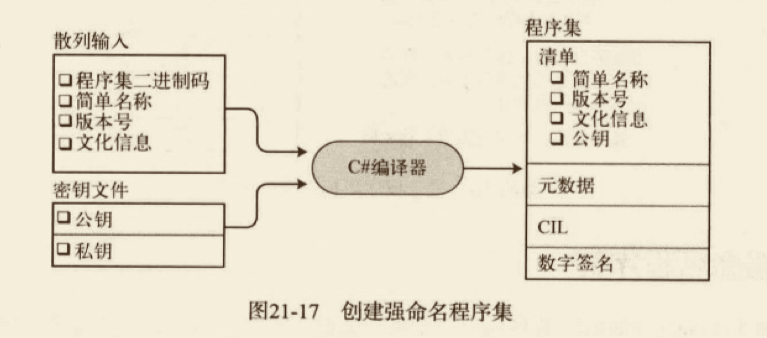 散列输入
程序集二进制码
简单名称
版本号
文化信息
密钥文件
公钥
私钥
C#编译器
程序集
清单
简单名称
版本号
文化信息
公钥
元数据
CIL
数字签名
图21-17 创建强命名程序集